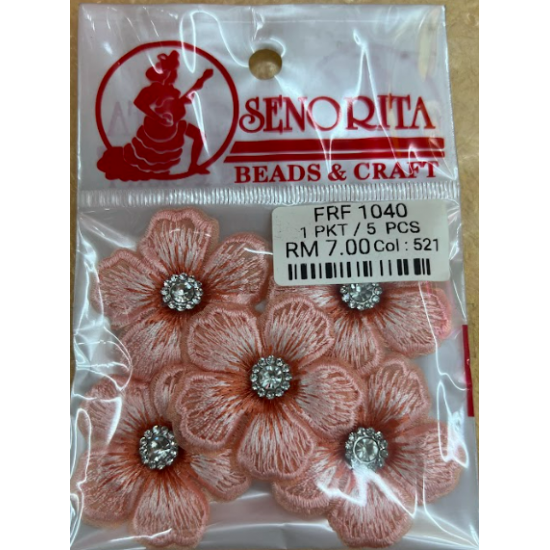 SENORITA
BEADS & CRAFT
FRF 1040
1 PKT / 5 PCS
RM 7.00 Col : 521